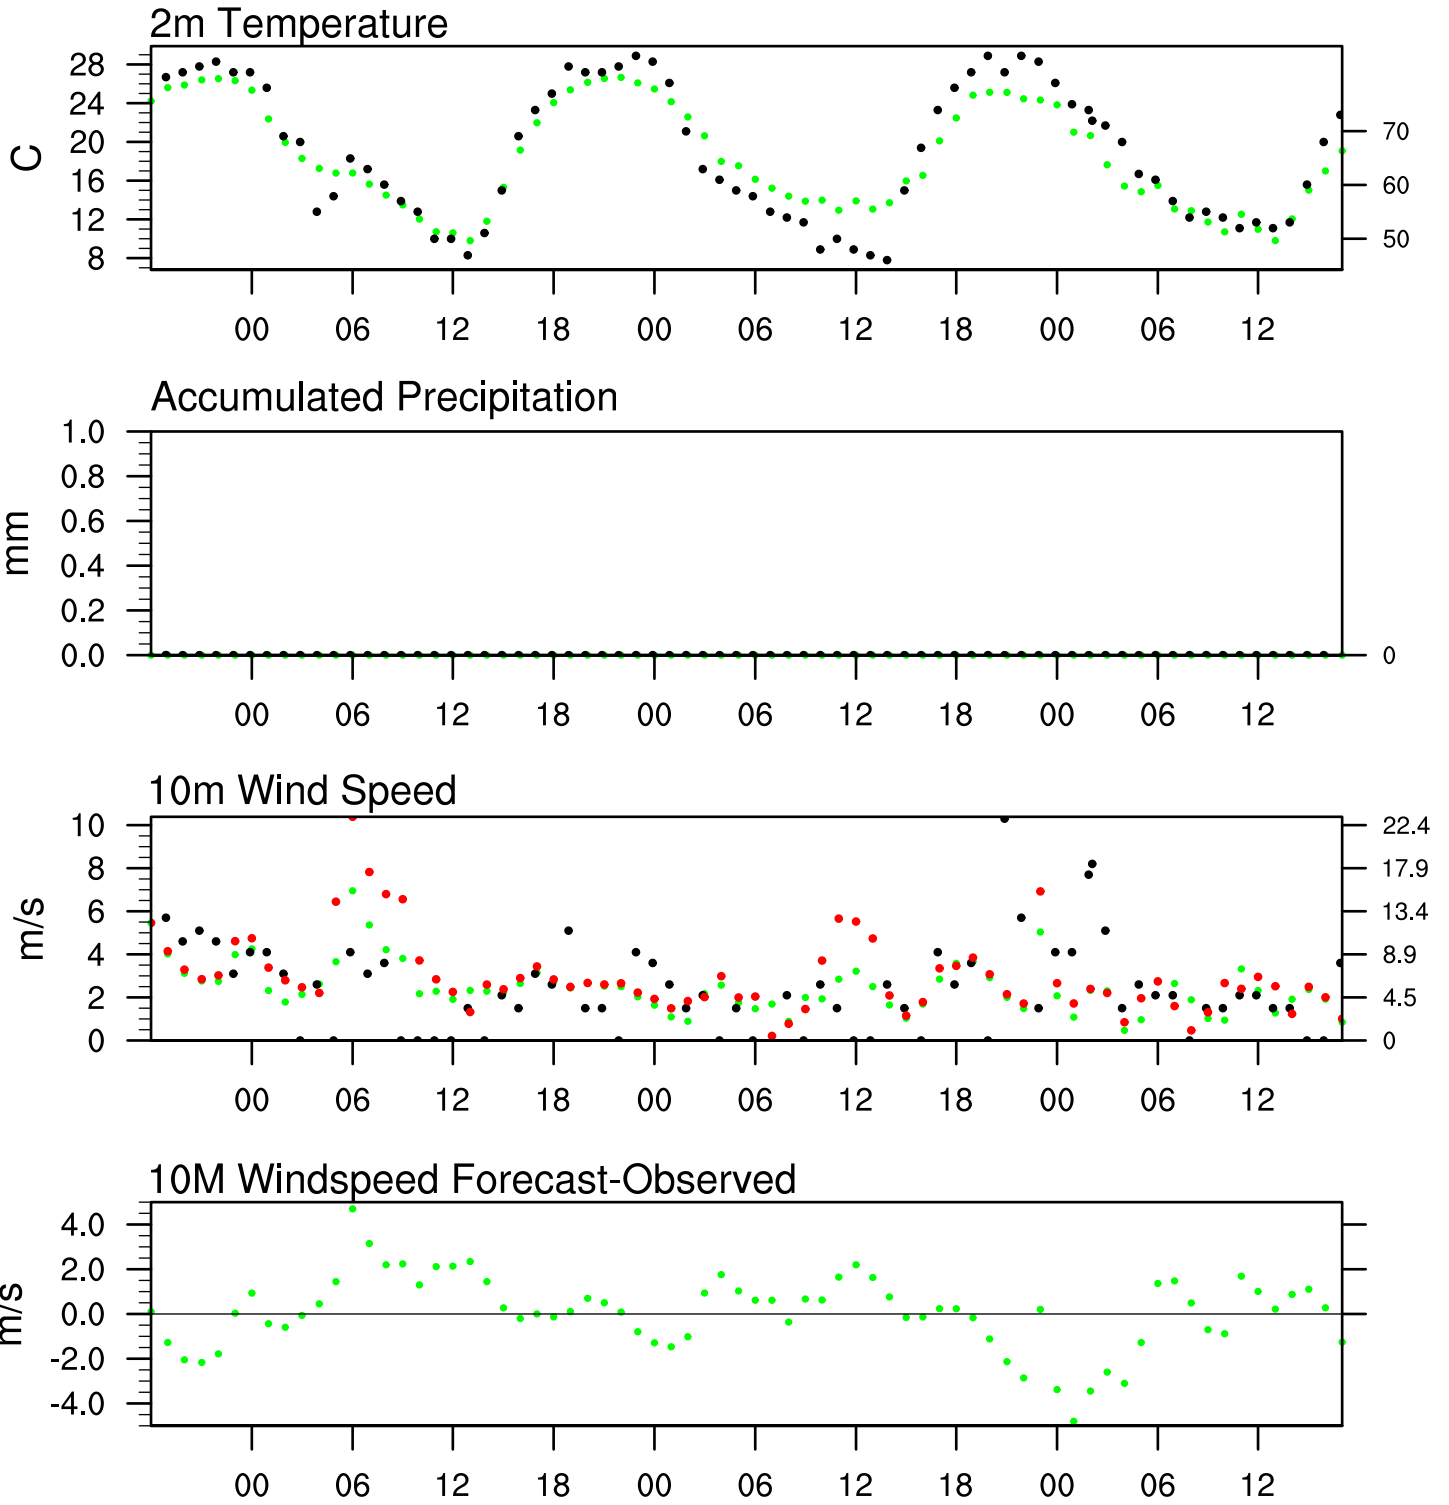 2m Temperature
28
24
20
16
12
8
C
70
60
50
00 06 12 18 00 06 12 18 00 06 12
Accumulated Precipitation
1.0
0.8
0.6
0.4
0.2
0.0
mm
0
00 06 12 18 00 06 12 18 00 06 12
10m Wind Speed
10
8
6
4
2
0
m/s
22.4
17.9
13.4
8.9
4.5
0
00 06 12 18 00 06 12 18 00 06 12
10M Windspeed Forecast-Observed
4.0
2.0
0.0
-2.0
-4.0
m/s
00 06 12 18 00 06 12 18 00 06 12